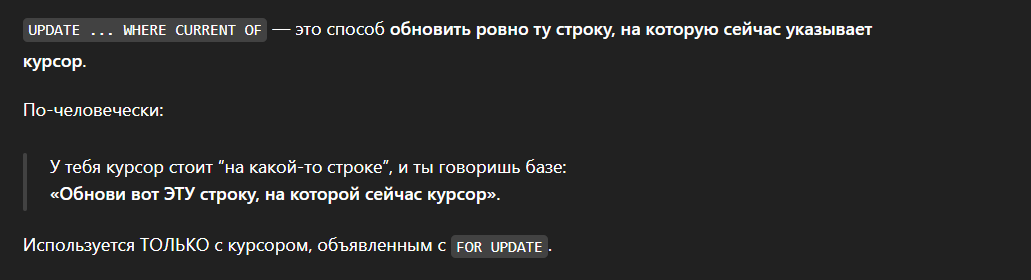 UPDATE ... WHERE CURRENT OF — это способ обновить ровно ту строку, на которую сейчас указывает
курсор.
По-человечески:
У тебя курсор стоит “на какой-то строке”, и ты говоришь базе:
«Обнови вот ЭТУ строку, на которой сейчас курсор».
Используется ТОЛЬКО с курсором, объявленным с FOR UPDATE.